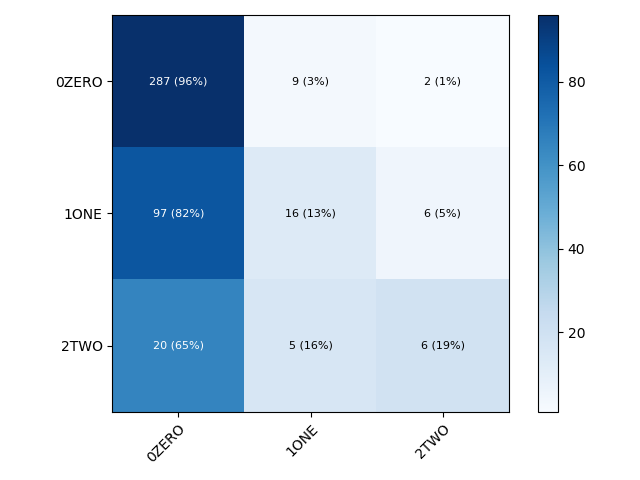 0ZERO 287 (96%) 9 (3%) 2 (1%)
1ONE 97 (82%) 16 (13%) 6 (5%)
2TWO 20 (65%) 5 (16%) 6 (19%)
0ZERO 1ONE 2TWO
80
60
40
20